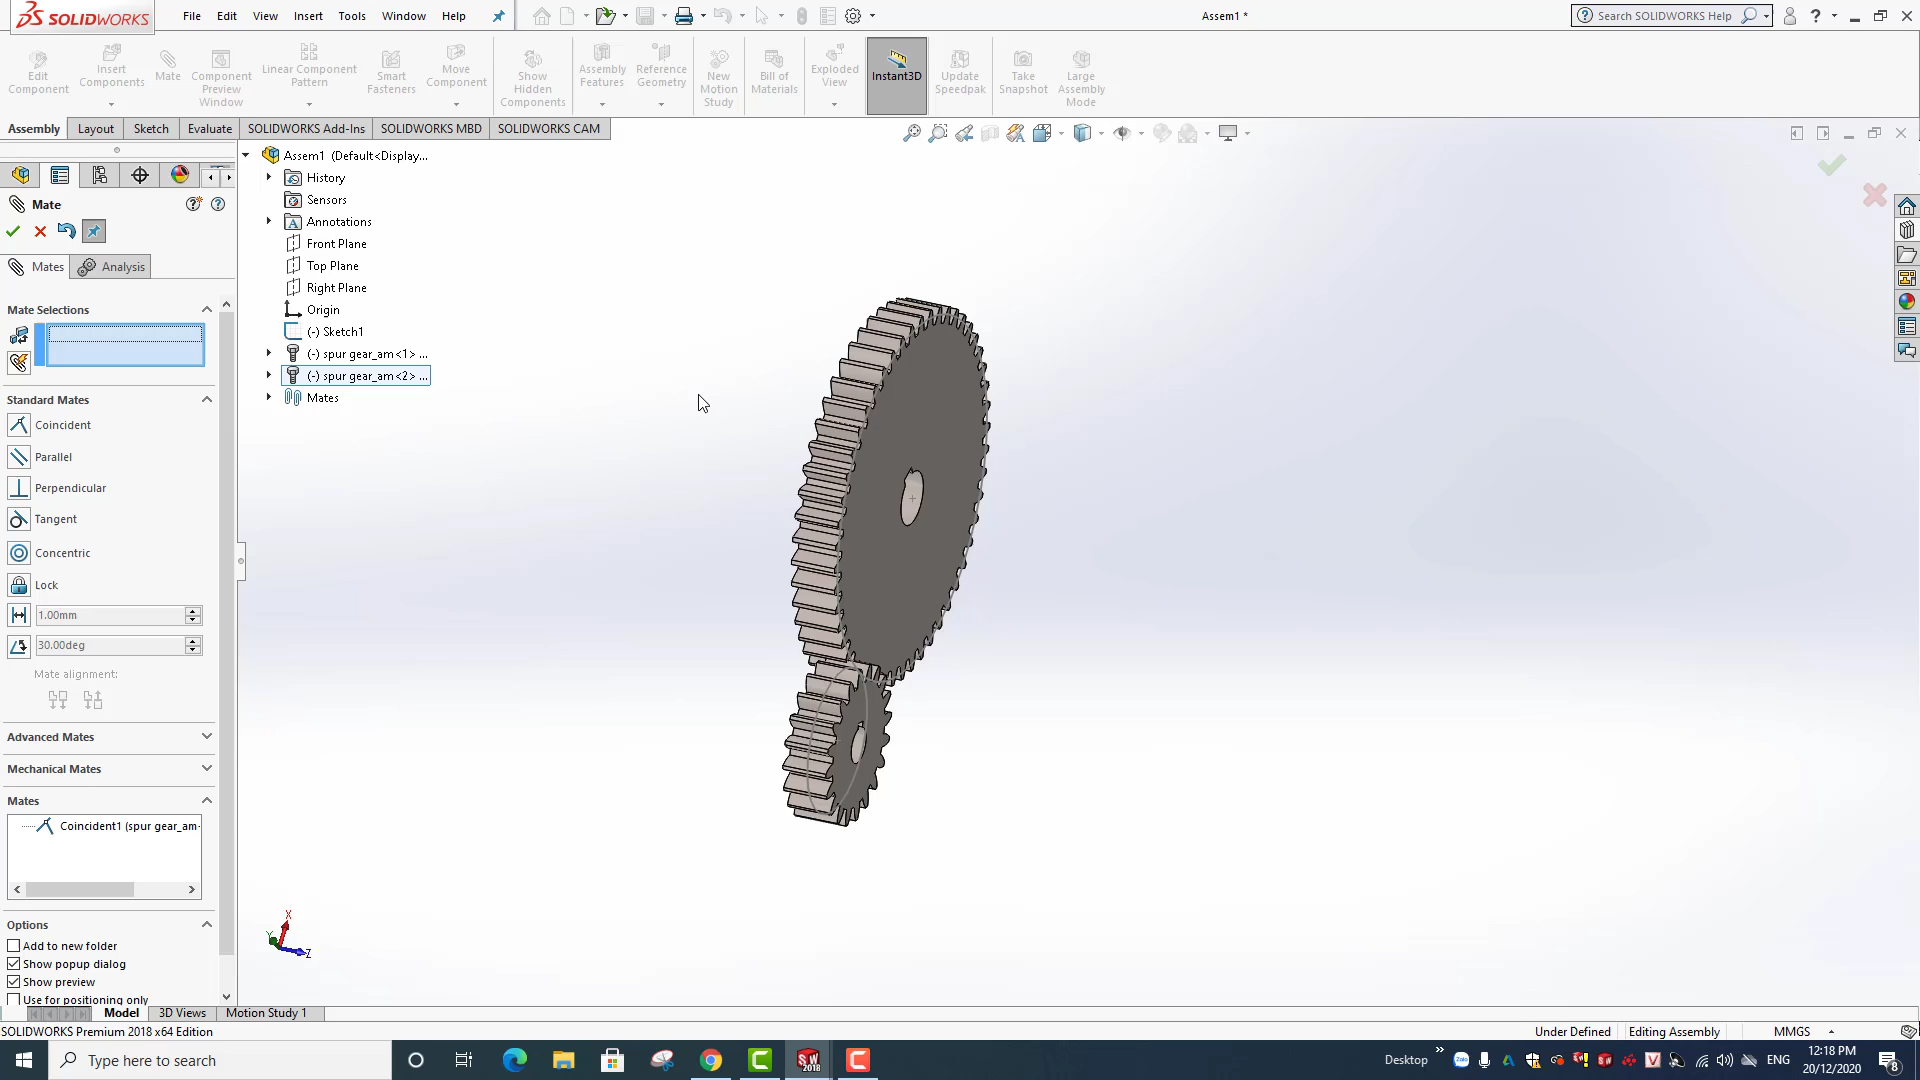 SOLIDWORKS
File Edit View Insert Tools Window Help
Assem1 *
Search SOLIDWORKS Help
Edit Component
Insert Components
Mate
Component Preview Window
Linear Component Pattern
Smart Fasteners
Move Component
Show Hidden Components
Assembly Features
Reference Geometry
New Motion Study
Bill of Materials
Exploded View
Instant3D
Update Speedpak
Take Snapshot
Large Assembly Mode
Assembly Layout Sketch Evaluate SOLIDWORKS Add-Ins SOLIDWORKS MBD SOLIDWORKS CAM
Mate
Mates Analysis
Mate Selections
Standard Mates
Coincident
Parallel
Perpendicular
Tangent
Concentric
Lock
1.00mm
30.00deg
Mate alignment:
Advanced Mates
Mechanical Mates
Mates
Coincident1 (spur gear_am-
Options
Add to new folder
Show popup dialog
Show preview
Use for positioning only
Assem1 (Default<Display...
History
Sensors
Annotations
Front Plane
Top Plane
Right Plane
Origin
(-) Sketch1
(-) spur gear_am<1> ...
(-) spur gear_am<2> ...
Mates
X
Y
Z
Model 3D Views Motion Study 1
SOLIDWORKS Premium 2018 x64 Edition
Under Defined Editing Assembly MMGS
Type here to search
SW 2018
Desktop
ENG
12:18 PM
20/12/2020
8